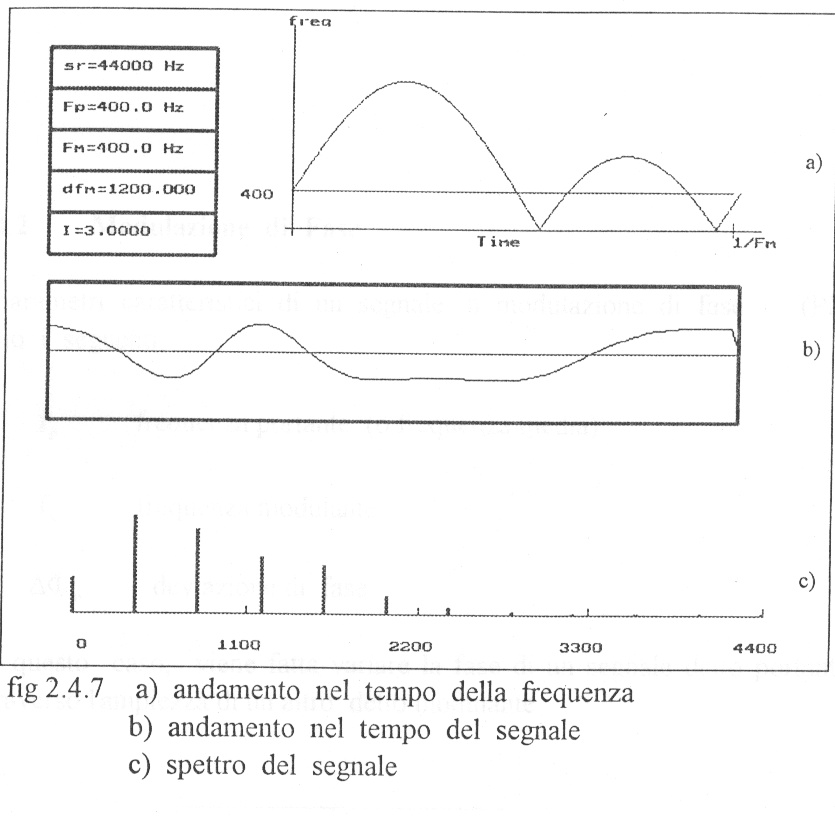 freq
sr=44000 Hz
Fp=400.0 Hz
Fm=400.0 Hz
dfm=1200.000
I=3.0000
400
Time
1/Fm
a)
b)
c)
0 1100 2200 3300 4400
fig 2.4.7 a) andamento nel tempo della frequenza
b) andamento nel tempo del segnale
c) spettro del segnale